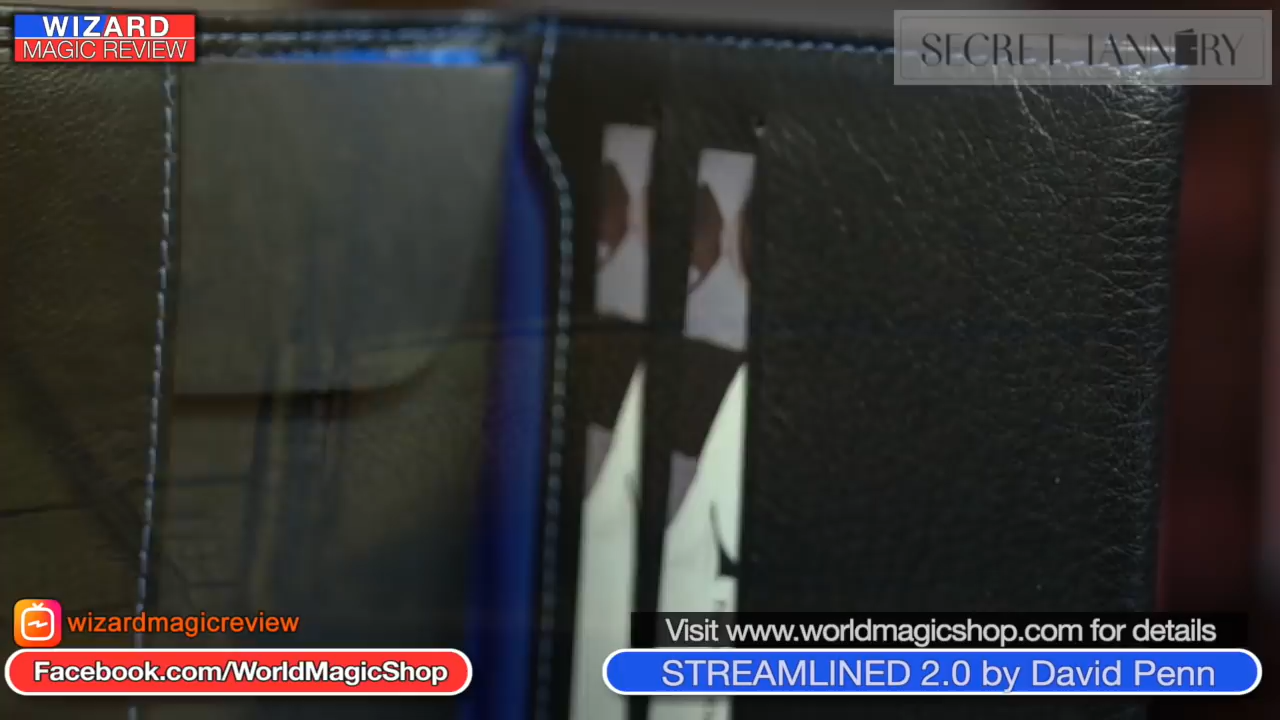 WIZARD
MAGIC REVIEW
SECRET TANNERY
wizardmagicreview
Facebook.com/WorldMagicShop
Visit www.worldmagicshop.com for details
STREAMLINED 2.0 by David Penn